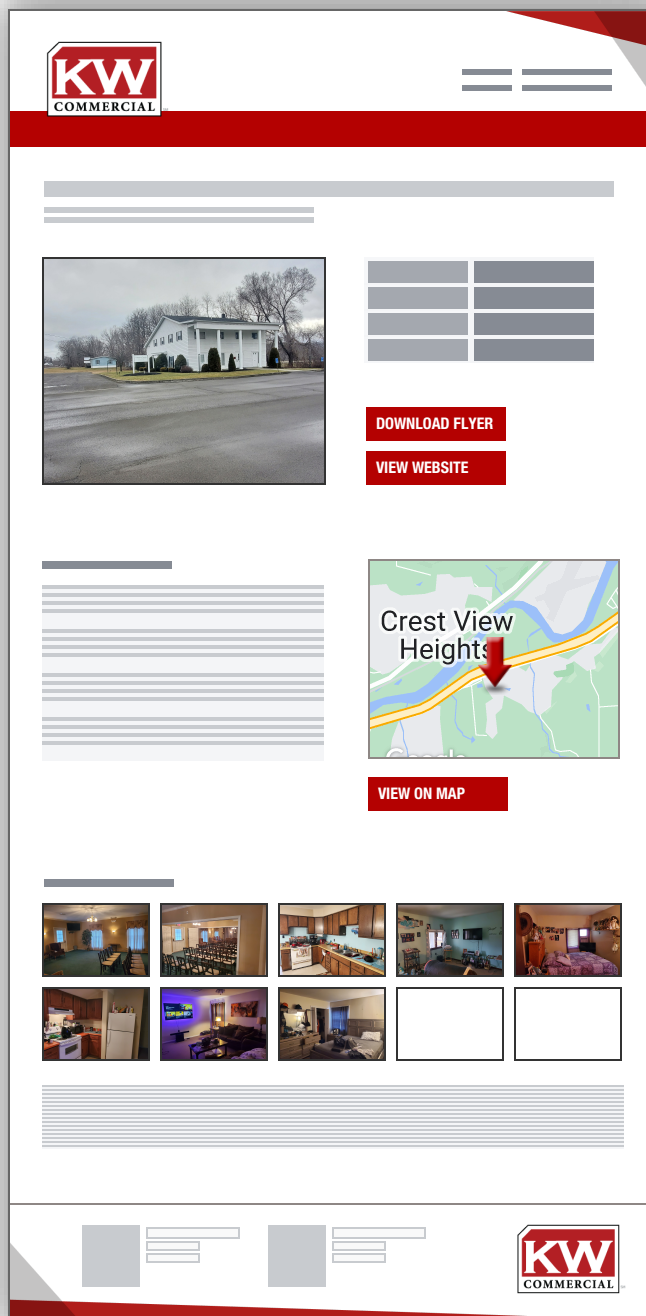 KW
COMMERCIAL
DOWNLOAD FLYER
VIEW WEBSITE
Crest View
Heights
VIEW ON MAP
KW
COMMERCIAL